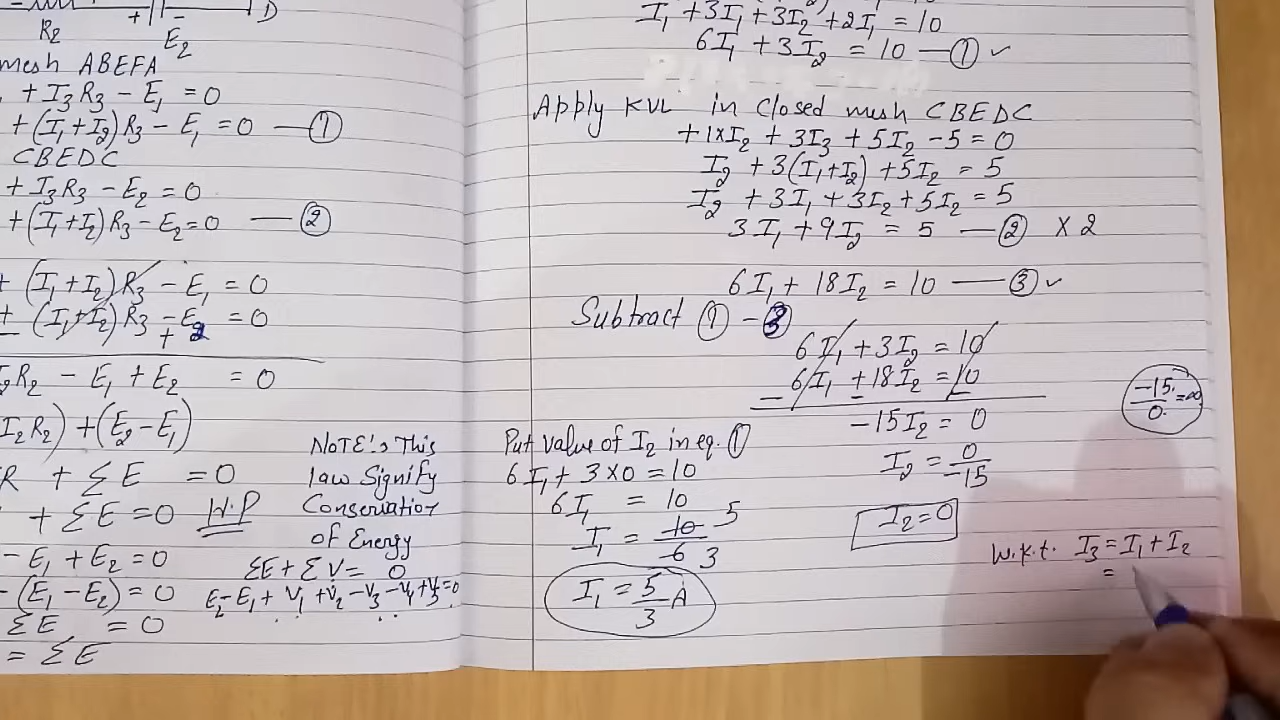 R2 + - D
E2
mesh ABEFA
+ I3R3 - E1 = 0
+ (I1+I2)R3 - E1 = 0 — ①
CBEDC
+ I3R3 - E2 = 0
+ (I1+I2)R3 - E2 = 0 — ②
+ (I1+I2)R3 - E1 = 0
+ (I1+I2)R3 - E2 = 0
- +
I2R2 - E1 + E2 = 0
I2R2) + (E2-E1)
R + ΣE = 0
+ ΣE = 0 H.P
- E1 + E2 = 0
-(E1 - E2) = 0
ΣE = 0
= ΣE
NOTE:- This
law Signify
Conservation
of Energy
ΣE + ΣV = 0
E2-E1 + V1 + V2 - V3 - V4 + V3 = 0
I1 + 3I1 + 3I2 + 2I1 = 10
6I1 + 3I2 = 10 — ① ✓
Apply KVL in closed mesh CBEDC
+1×I2 + 3I3 + 5I2 - 5 = 0
I2 + 3(I1+I2) + 5I2 = 5
I2 + 3I1 + 3I2 + 5I2 = 5
3I1 + 9I2 = 5 — ② × 2
6I1 + 18I2 = 10 — ③ ✓
Subtract ① - ③
6I1 + 3I2 = 10
6I1 + 18I2 = 10
- - -
-15I2 = 0
I2 = 0/-15
I2 = 0
-15/0 = ∞
Put value of I2 in eq. ①
6I1 + 3×0 = 10
6I1 = 10
I1 = 10/6 5/3
I1 = 5/3 A
w.k.t. I3 = I1 + I2
=